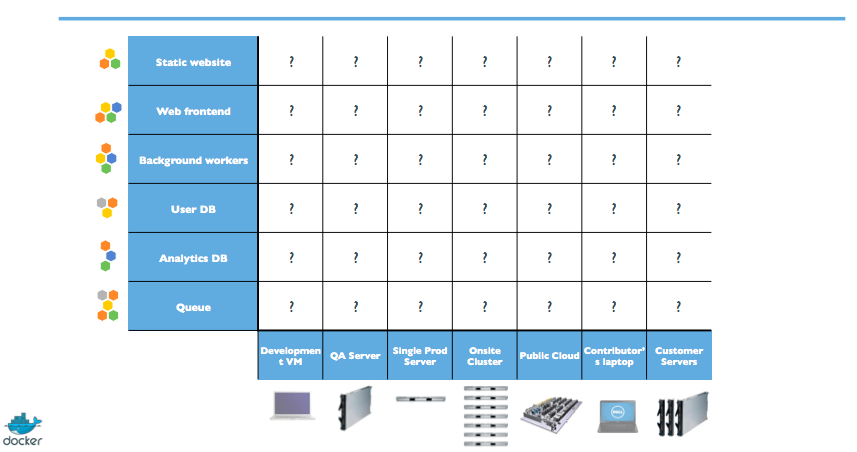 Static website ? ? ? ? ? ? ?
Web frontend ? ? ? ? ? ? ?
Background workers ? ? ? ? ? ? ?
User DB ? ? ? ? ? ? ?
Analytics DB ? ? ? ? ? ? ?
Queue ? ? ? ? ? ? ?
Developmen
t VM
QA Server
Single Prod
Server
Onsite
Cluster
Public Cloud
Contributor'
s laptop
Customer
Servers
DELL
docker